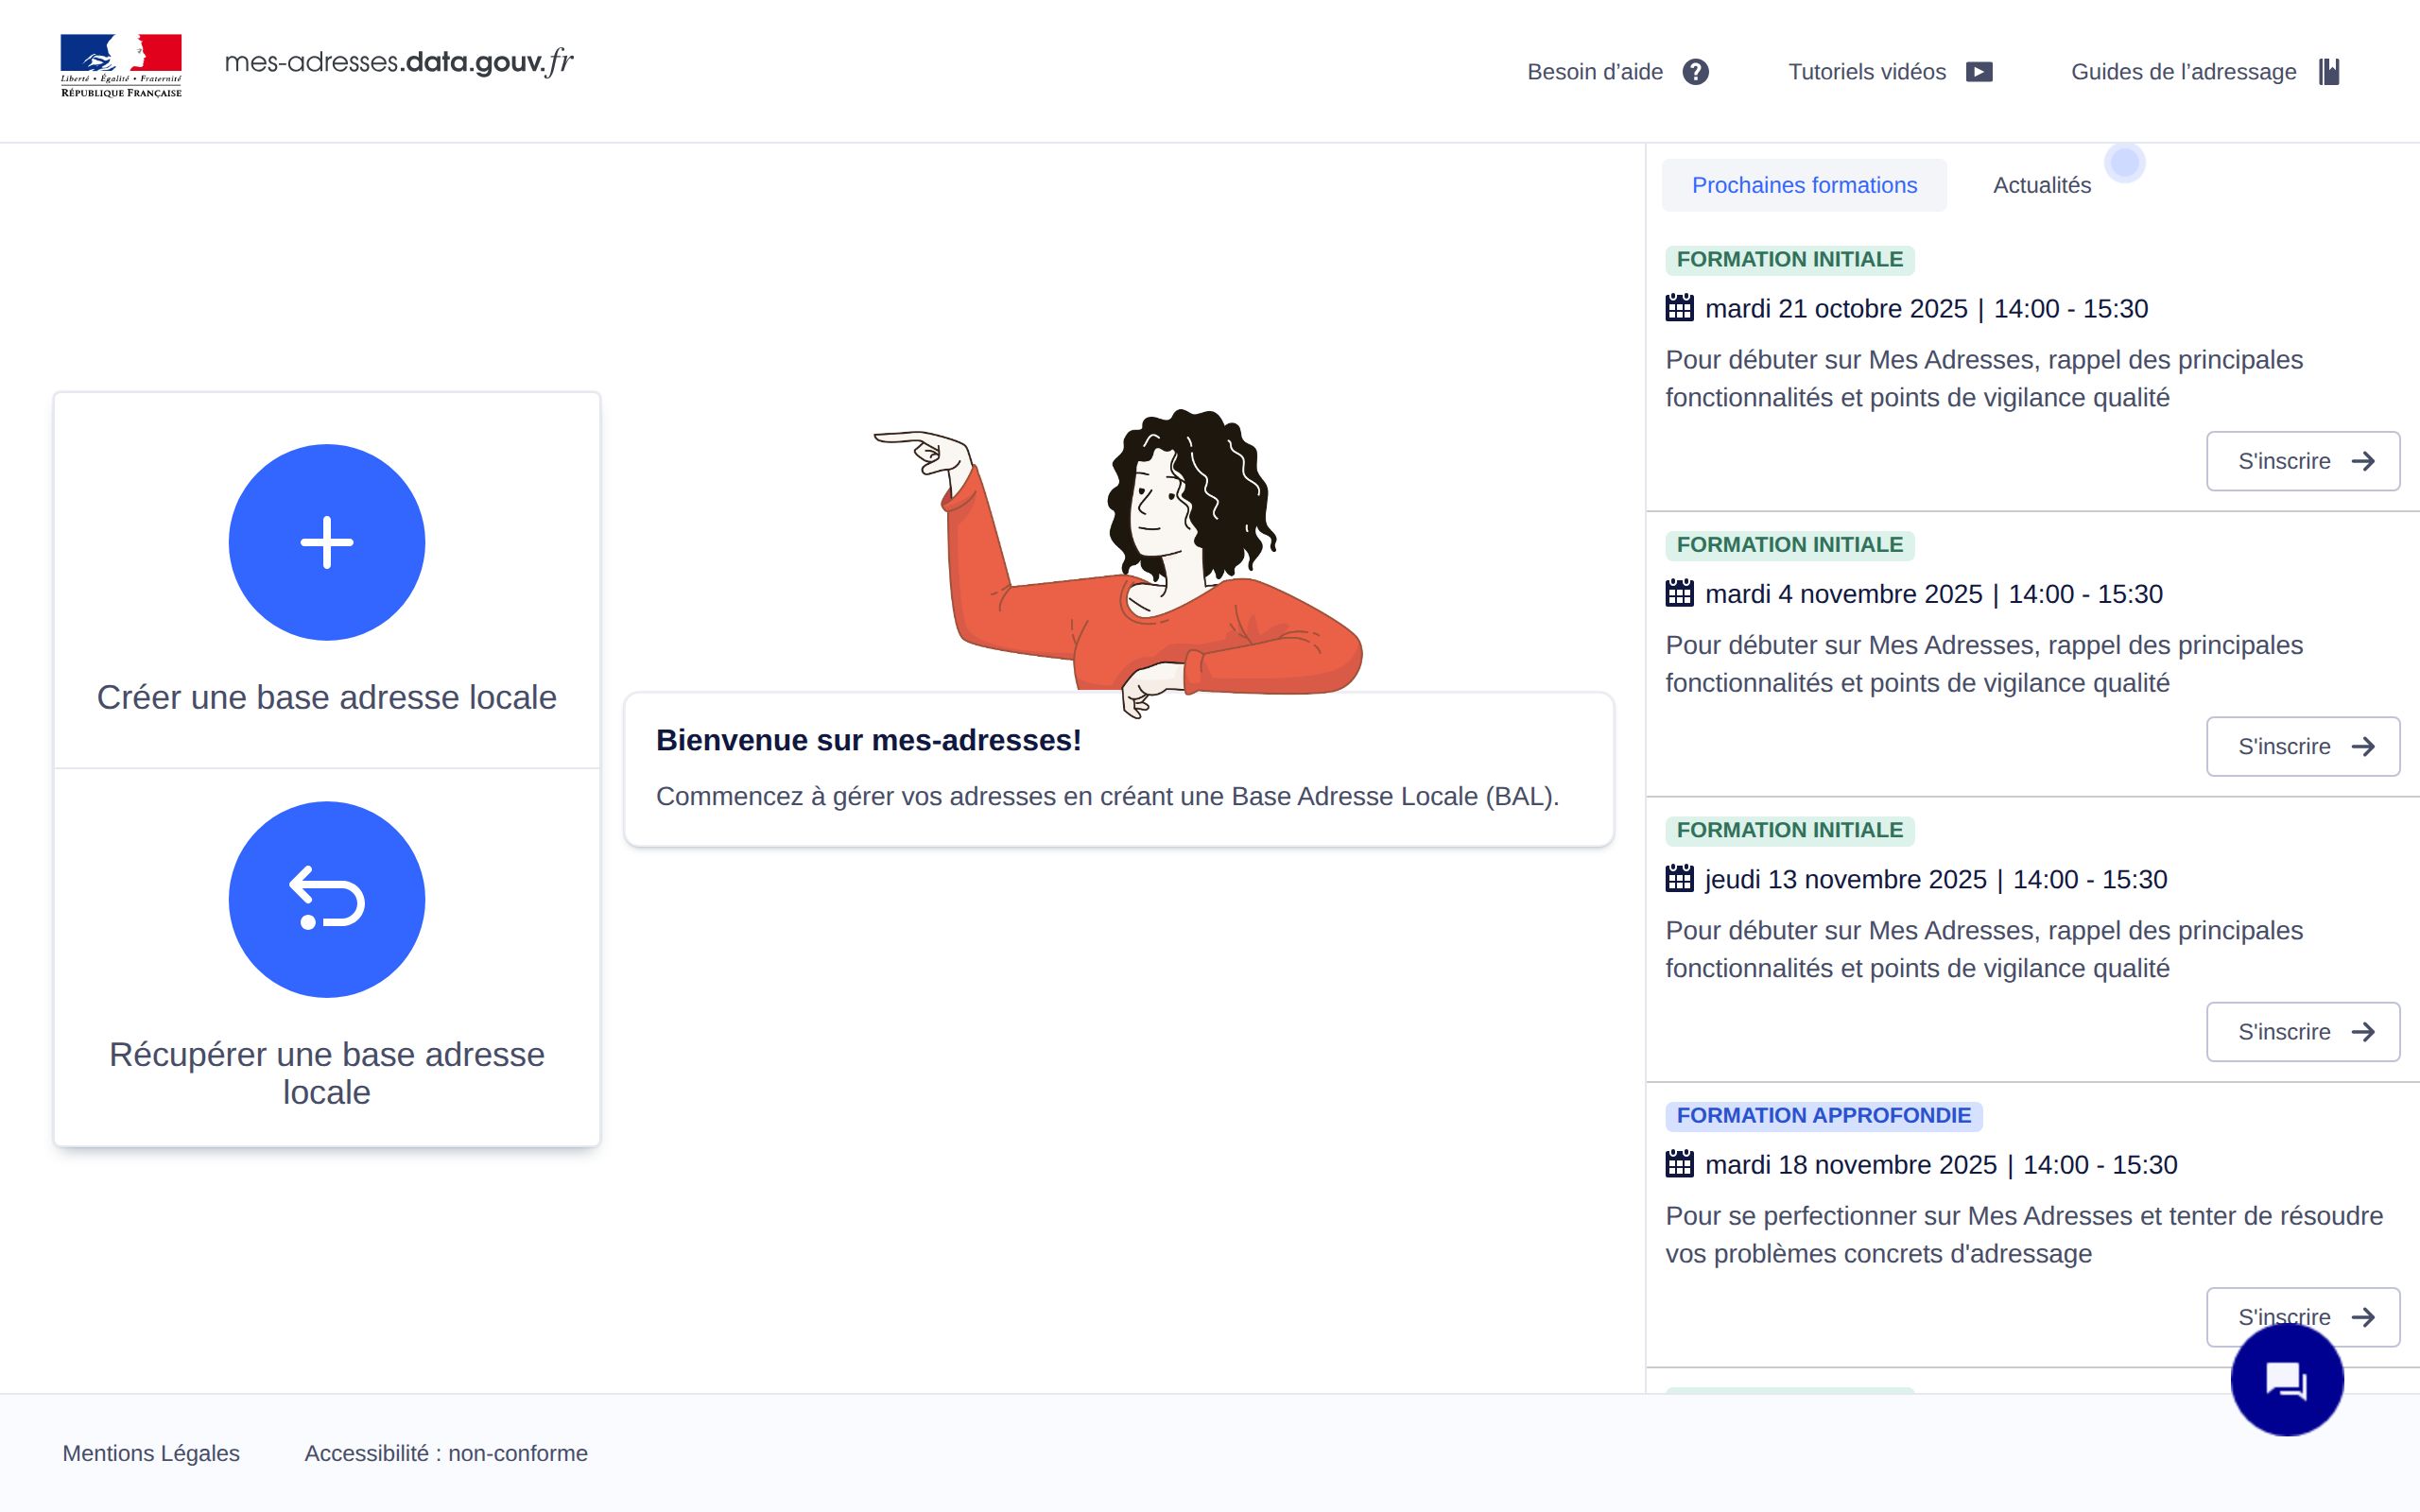 Liberté • Égalité • Fraternité
RÉPUBLIQUE FRANÇAISE
mes-adresses.data.gouv.fr
Besoin d’aide
Tutoriels vidéos
Guides de l’adressage
Créer une base adresse locale
Récupérer une base adresse
locale
Bienvenue sur mes-adresses!
Commencez à gérer vos adresses en créant une Base Adresse Locale (BAL).
Prochaines formations
Actualités
FORMATION INITIALE
mardi 21 octobre 2025 | 14:00 - 15:30
Pour débuter sur Mes Adresses, rappel des principales
fonctionnalités et points de vigilance qualité
S'inscrire
FORMATION INITIALE
mardi 4 novembre 2025 | 14:00 - 15:30
Pour débuter sur Mes Adresses, rappel des principales
fonctionnalités et points de vigilance qualité
S'inscrire
FORMATION INITIALE
jeudi 13 novembre 2025 | 14:00 - 15:30
Pour débuter sur Mes Adresses, rappel des principales
fonctionnalités et points de vigilance qualité
S'inscrire
FORMATION APPROFONDIE
mardi 18 novembre 2025 | 14:00 - 15:30
Pour se perfectionner sur Mes Adresses et tenter de résoudre
vos problèmes concrets d'adressage
S'inscrire
Mentions Légales
Accessibilité : non-conforme